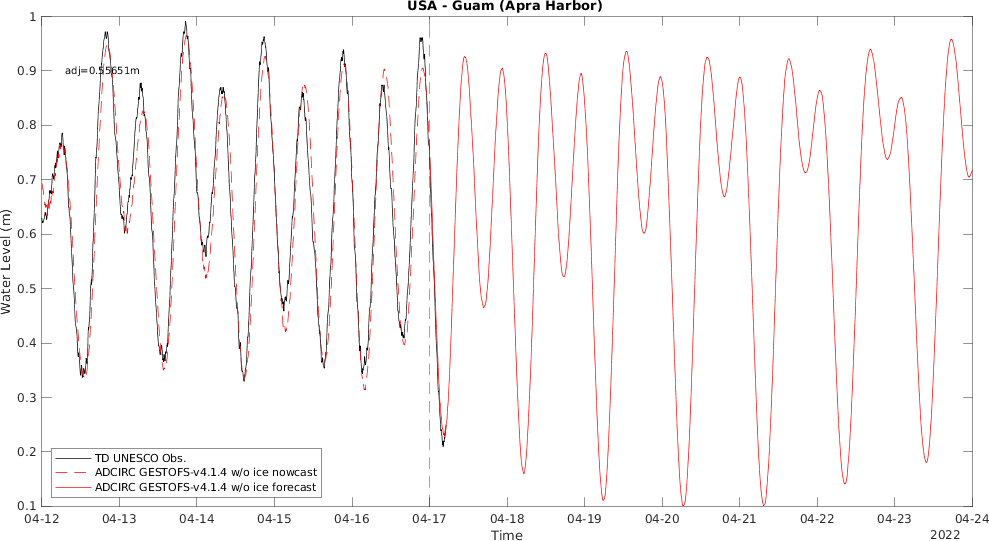 USA - Guam (Apra Harbor)
1
0.9
0.8
0.7
0.6
0.5
0.4
0.3
0.2
0.1
Water Level (m)
adj=0.55651m
TD UNESCO Obs.
ADCIRC GESTOFS-v4.1.4 w/o ice nowcast
ADCIRC GESTOFS-v4.1.4 w/o ice forecast
04-12 04-13 04-14 04-15 04-16 04-17 04-18 04-19 04-20 04-21 04-22 04-23 04-24
Time
2022